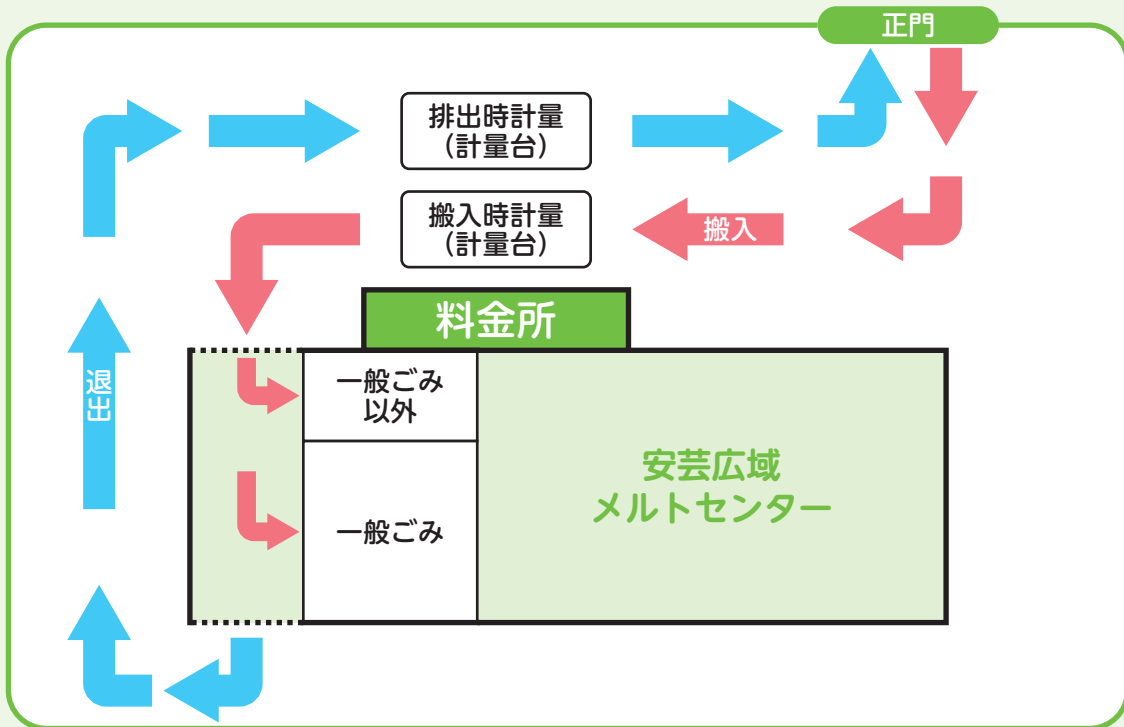 正門
排出時計量
(計量台)
搬入時計量
(計量台)
搬入
料金所
退出
一般ごみ
以外
一般ごみ
安芸広域
メルトセンター